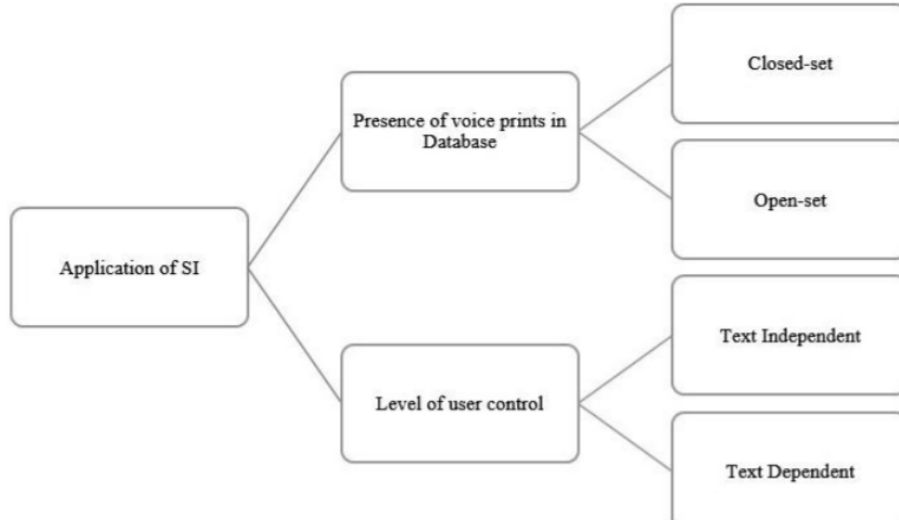 Application of SI
Presence of voice prints in
Database
Level of user control
Closed-set
Open-set
Text Independent
Text Dependent